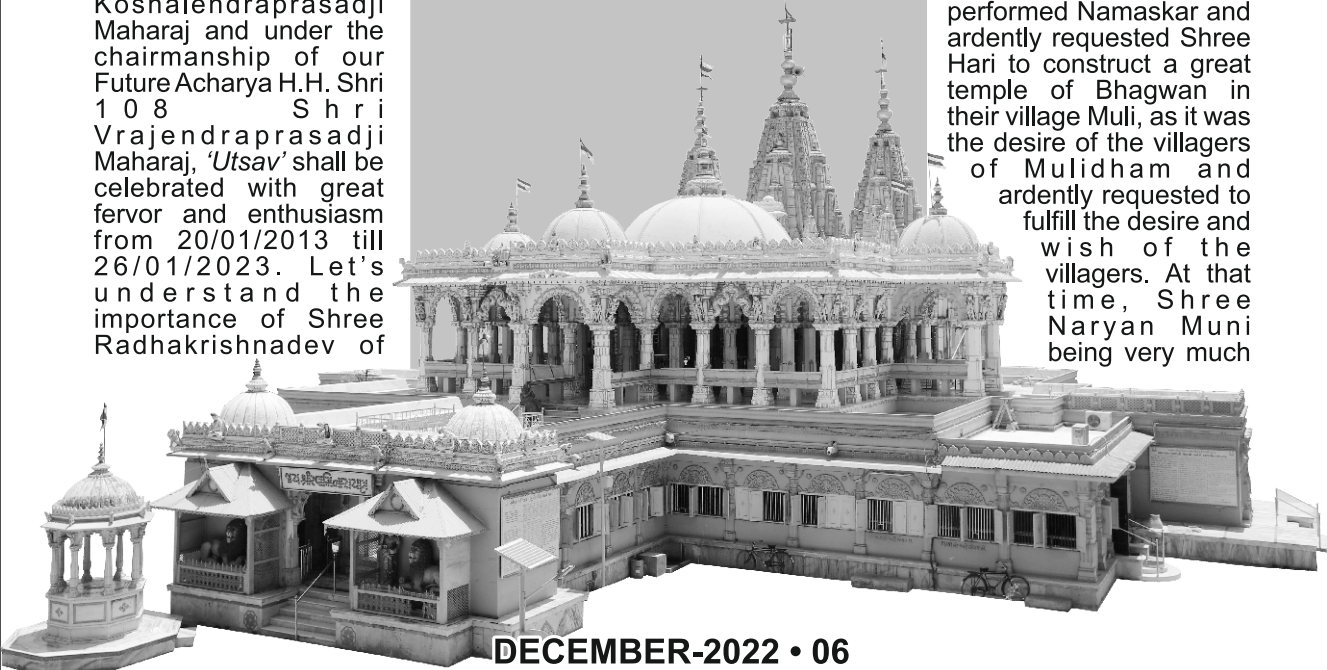 Koshalendraprasadji
Maharaj and under the
chairmanship of our
Future Acharya H.H. Shri
108 Shri
Vrajendraprasadji
Maharaj, ‘Utsav’ shall be
celebrated with great
fervor and enthusiasm
from 20/01/2013 till
26/01/2023. Let’s
understand the
importance of Shree
Radhakrishnadev of
performed Namaskar and
ardently requested Shree
Hari to construct a great
temple of Bhagwan in
their village Muli, as it was
the desire of the villagers
of Mulidham and
ardently requested to
fulfill the desire and
wish of the
villagers. At that
time, Shree
Naryan Muni
being very much
જય શ્રી સ્વામિનારાયણ
DECEMBER-2022 • 06